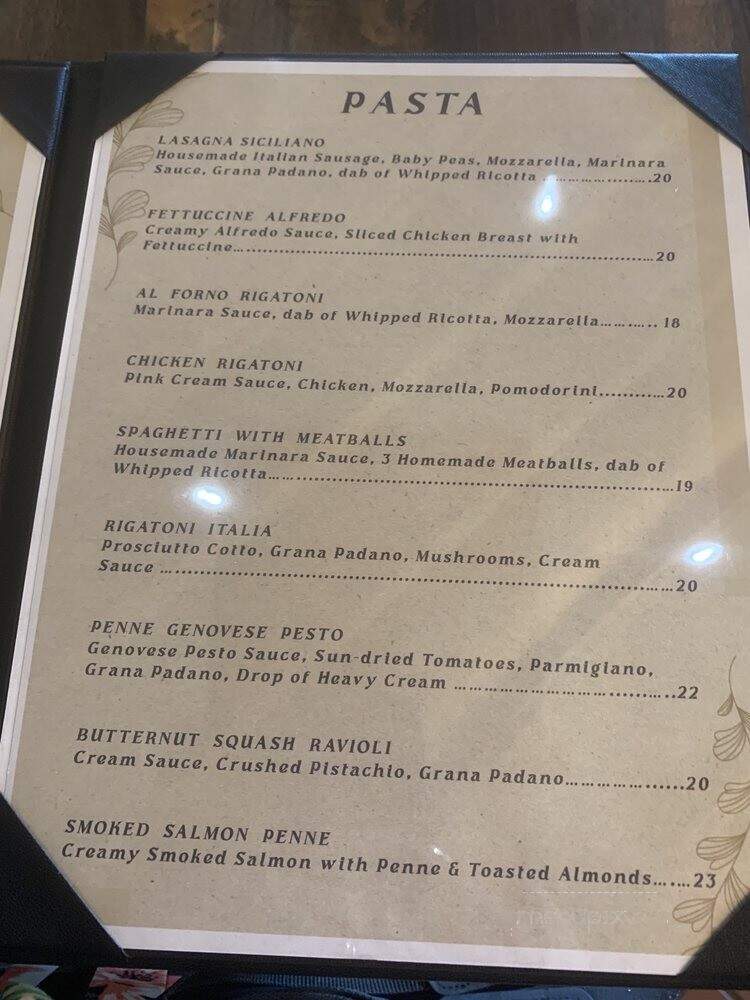 PASTA
LASAGNA SICILIANO
Housemade Italian Sausage, Baby Peas, Mozzarella, Marinara
Sauce, Grana Padano, dab of Whipped Ricotta ..................20
FETTUCCINE ALFREDO
Creamy Alfredo Sauce, Sliced Chicken Breast with
Fettuccine.....................................................................20
AL FORNO RIGATONI
Marinara Sauce, dab of Whipped Ricotta, Mozzarella........... 18
CHICKEN RIGATONI
Pink Cream Sauce, Chicken, Mozzarella, Pomodorini...........20
SPAGHETTI WITH MEATBALLS
Housemade Marinara Sauce, 3 Homemade Meatballs, dab of
Whipped Ricotta..............................................................19
RIGATONI ITALIA
Prosciutto Cotto, Grana Padano, Mushrooms, Cream
Sauce ............................................................................20
PENNE GENOVESE PESTO
Genovese Pesto Sauce, Sun-dried Tomatoes, Parmigiano,
Grana Padano, Drop of Heavy Cream ................................22
BUTTERNUT SQUASH RAVIOLI
Cream Sauce, Crushed Pistachio, Grana Padano..................20
SMOKED SALMON PENNE
Creamy Smoked Salmon with Penne & Toasted Almonds.......23